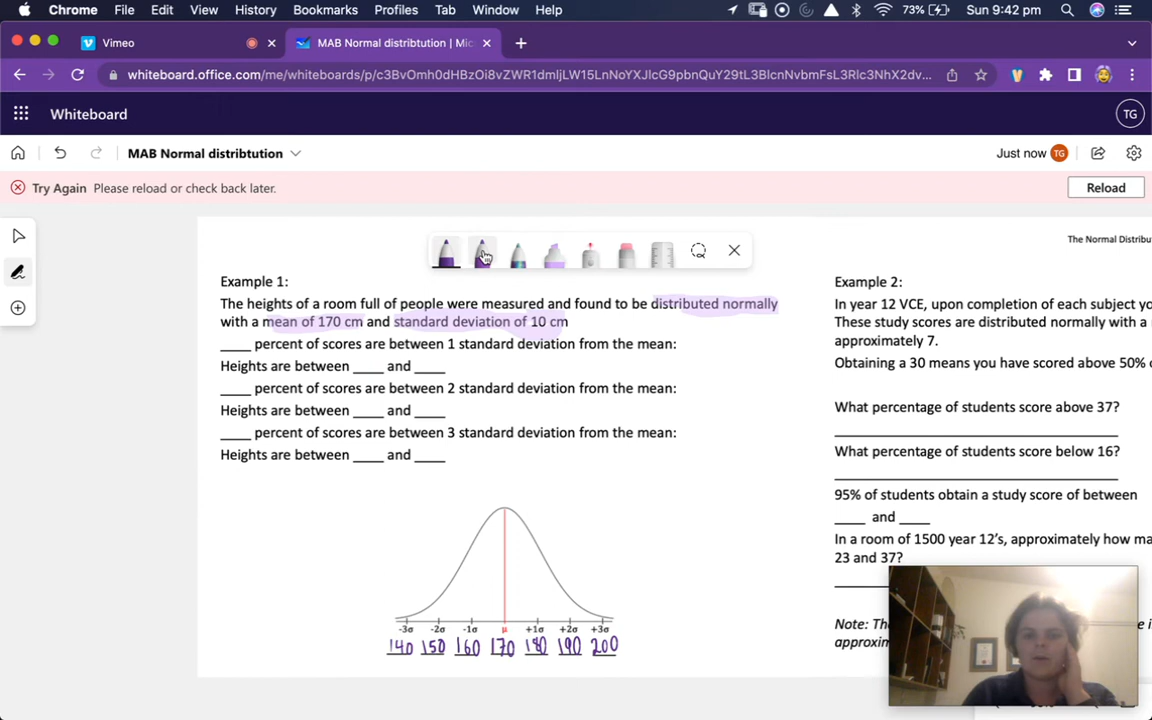 Chrome File Edit View History Bookmarks Profiles Tab Window Help 73% Sun 9:42 pm
Vimeo MAB Normal distribtution | Mic
whiteboard.office.com/me/whiteboards/p/c3BvOmh0dHBzOi8vZWR1dmljLW15LnNoYXJlcG9pbnQuY29tL3BlcnNvbmFsL3Rlc3NhX2dv...
Whiteboard TG
MAB Normal distribtution Just now TG
Try Again Please reload or check back later. Reload
The Normal Distribu
Example 1:
The heights of a room full of people were measured and found to be distributed normally
with a mean of 170 cm and standard deviation of 10 cm
____ percent of scores are between 1 standard deviation from the mean:
Heights are between ____ and ____
____ percent of scores are between 2 standard deviation from the mean:
Heights are between ____ and ____
____ percent of scores are between 3 standard deviation from the mean:
Heights are between ____ and ____
-3σ -2σ -1σ μ +1σ +2σ +3σ
140 150 160 170 180 190 200
Example 2:
In year 12 VCE, upon completion of each subject yo
These study scores are distributed normally with a
approximately 7.
Obtaining a 30 means you have scored above 50%
What percentage of students score above 37?
What percentage of students score below 16?
95% of students obtain a study score of between
____ and ____
In a room of 1500 year 12's, approximately how ma
23 and 37?
Note: The
approxim